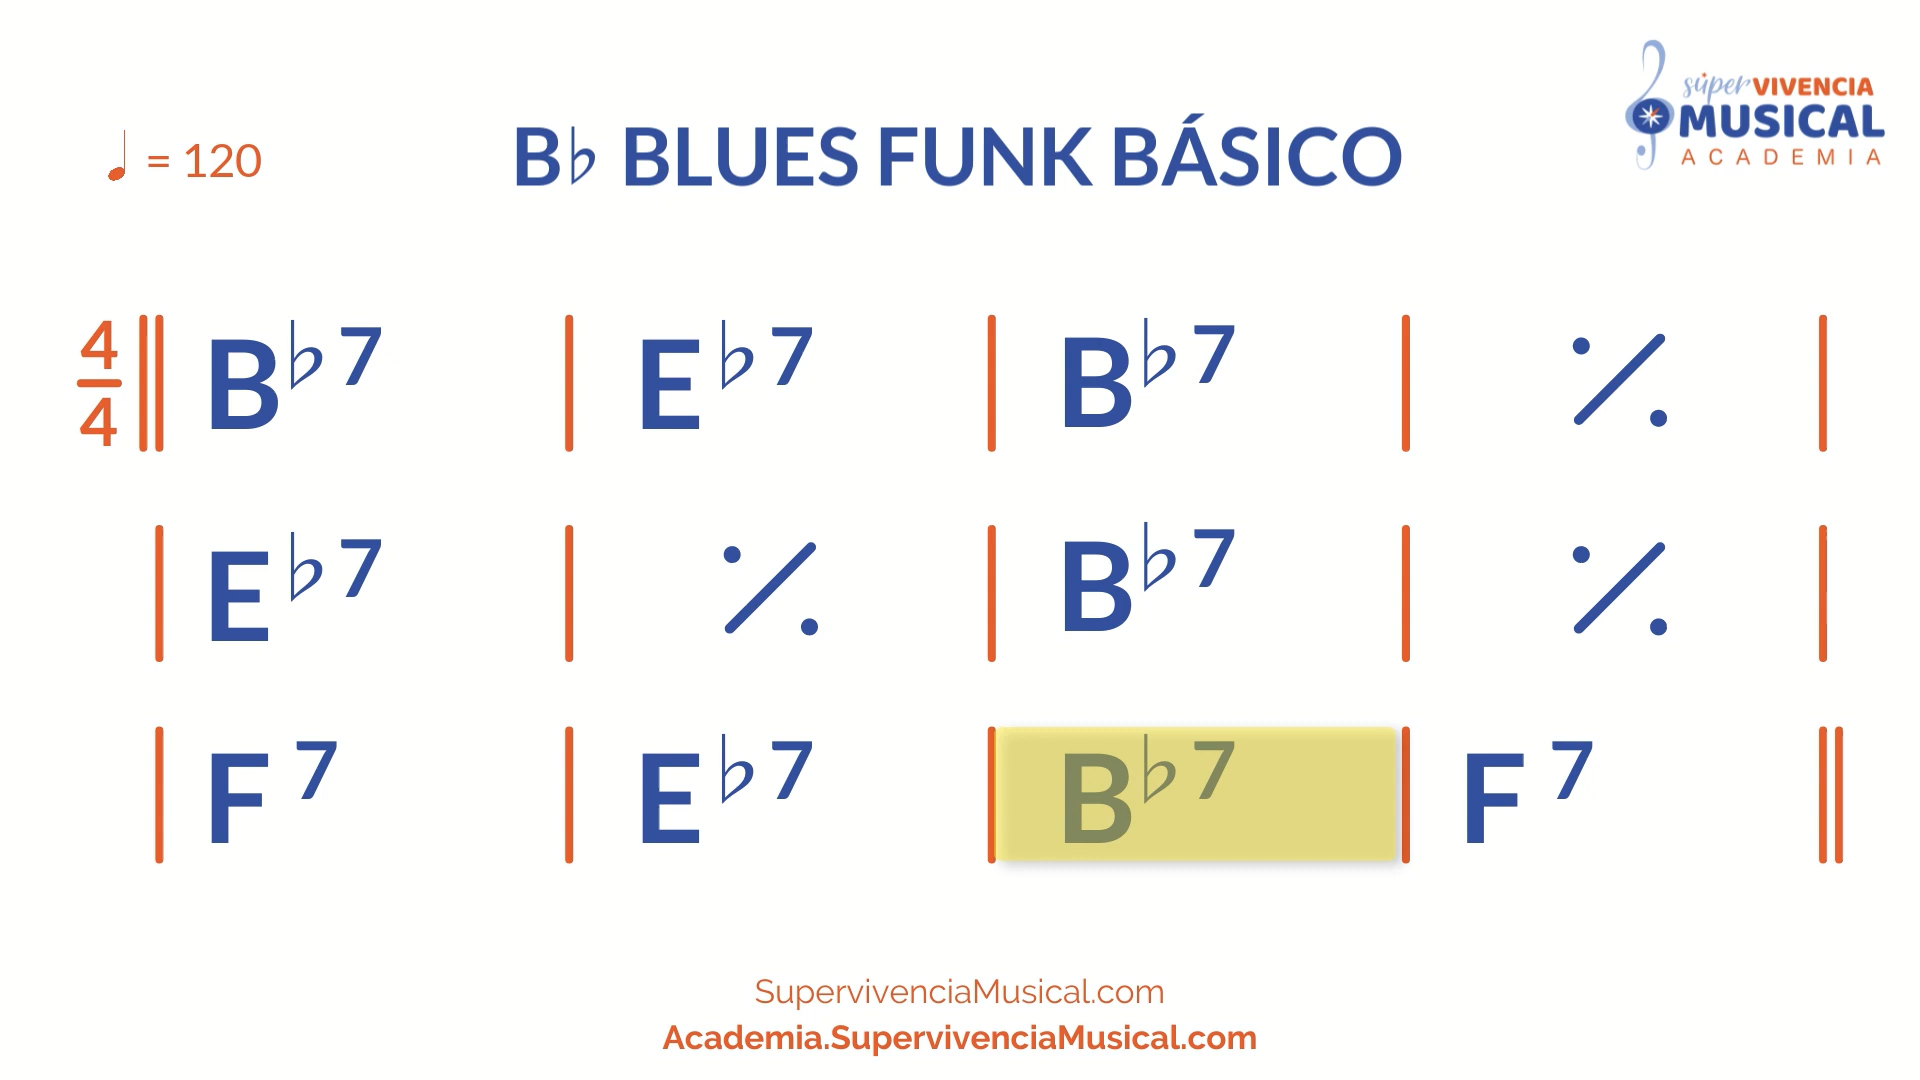 súper VIVENCIA
MUSICAL
ACADEMIA
♩ = 120
B♭ BLUES FUNK BÁSICO
4/4 B♭7 E♭7 B♭7 %
E♭7 % B♭7 %
F7 E♭7 B♭7 F7
SupervivenciaMusical.com
Academia.SupervivenciaMusical.com